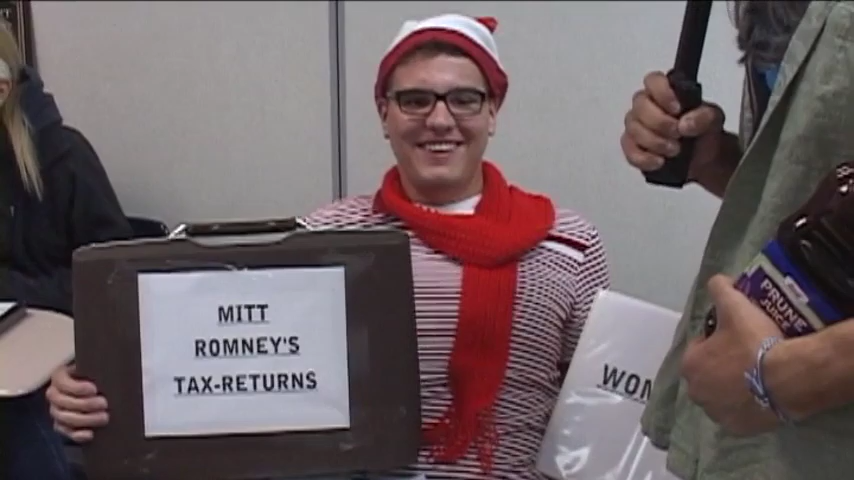 MITT
ROMNEY'S
TAX-RETURNS
WOM
PRUNE
JUICE